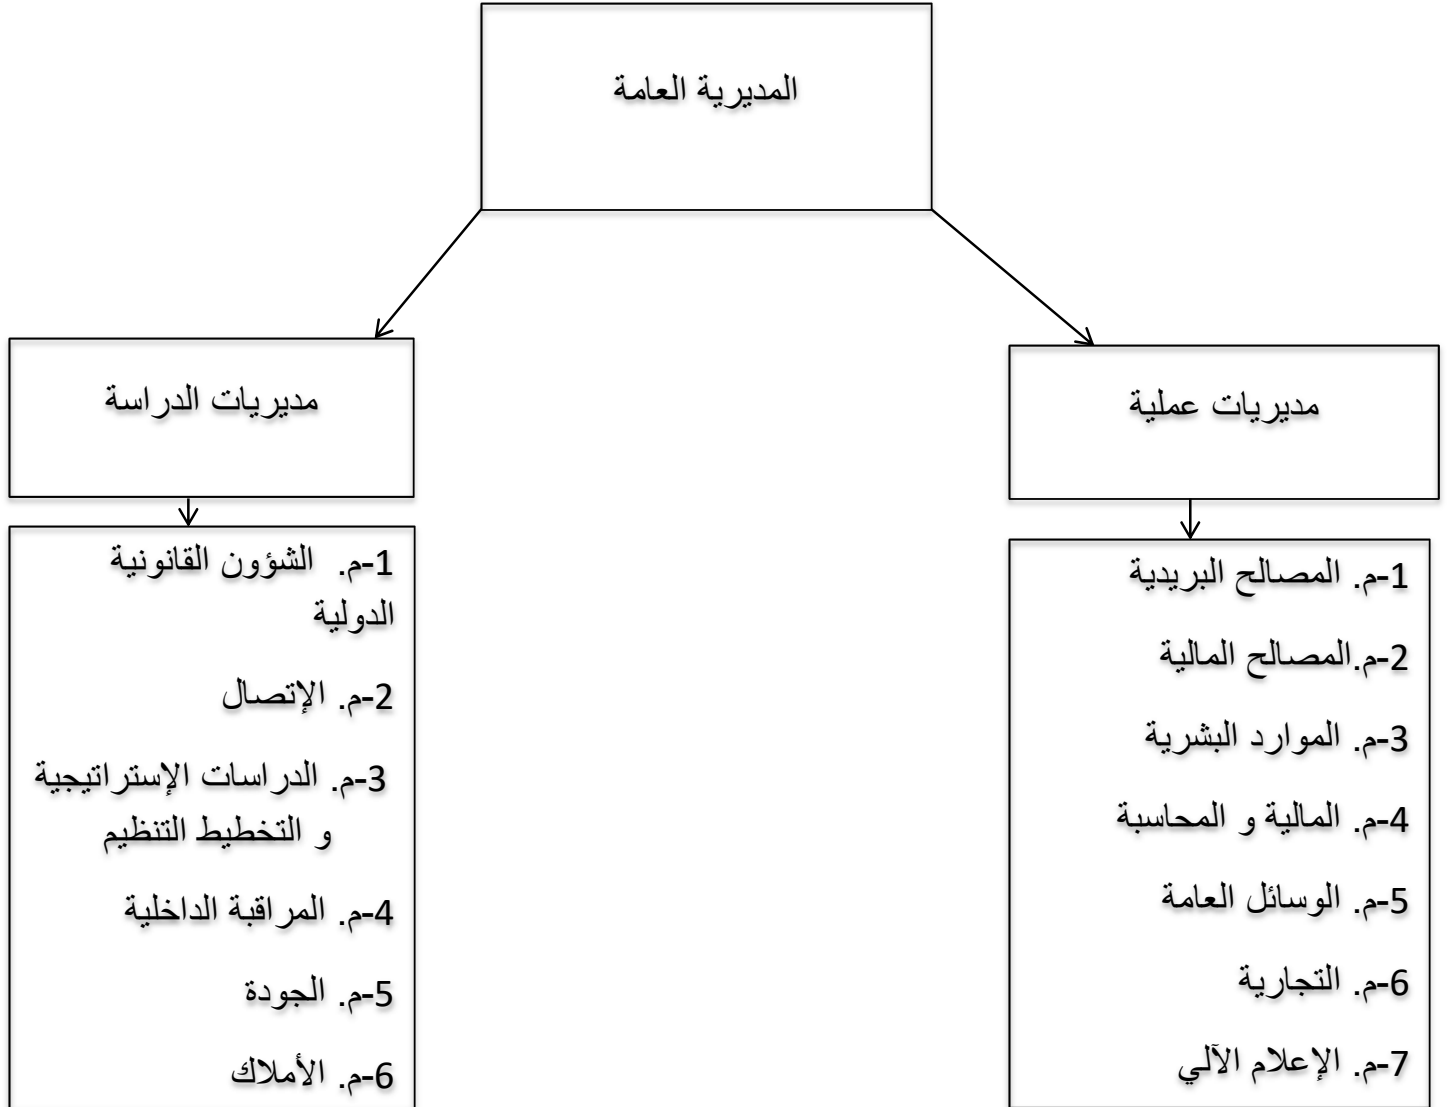 المديرية العامة
مديريات عملية
1-م. المصالح البريدية
2-م.المصالح المالية
3-م. الموارد البشرية
4-م. المالية و المحاسبة
5-م. الوسائل العامة
6-م. التجارية
7-م. الإعلام الآلي
مديريات الدراسة
1-م. الشؤون القانونية
الدولية
2-م. الإتصال
3-م. الدراسات الإستراتيجية
و التخطيط التنظيم
4-م. المراقبة الداخلية
5-م. الجودة
6-م. الأملاك